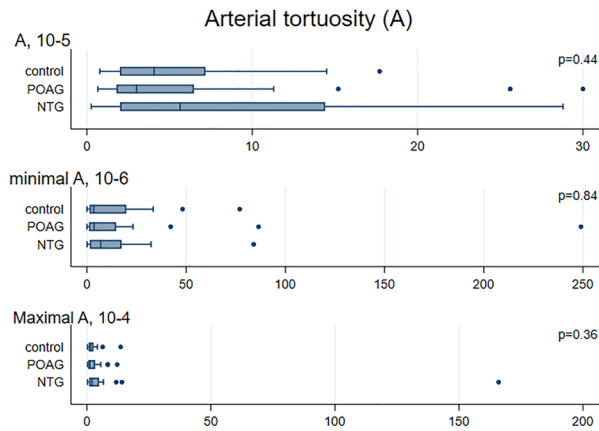 Arterial tortuosity (A)
A, 10-5
p=0.44
control
POAG
NTG
0 10 20 30
minimal A, 10-6
p=0.84
control
POAG
NTG
0 50 100 150 200 250
Maximal A, 10-4
p=0.36
control
POAG
NTG
0 50 100 150 200